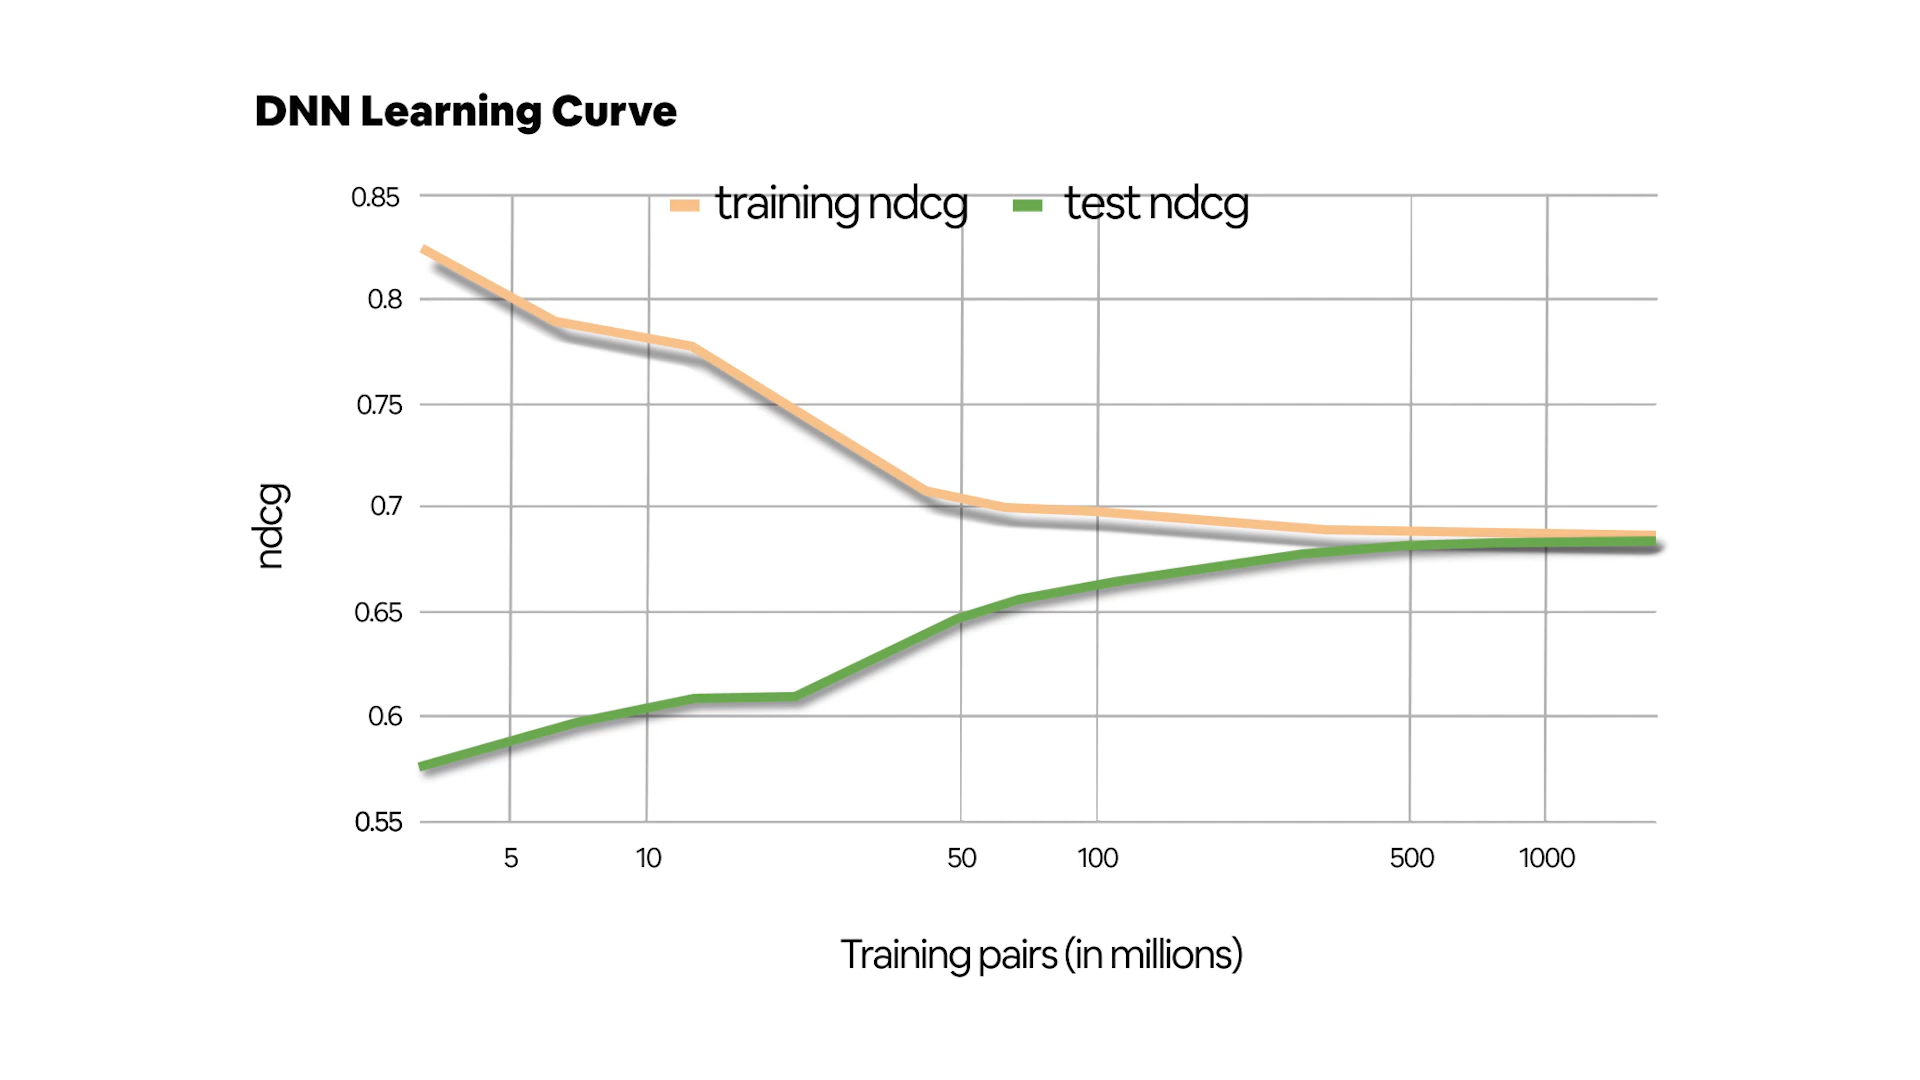 DNN Learning Curve
training ndcg test ndcg
0.85
0.8
0.75
0.7
0.65
0.6
0.55
ndcg
5 10 50 100 500 1000
Training pairs (in millions)